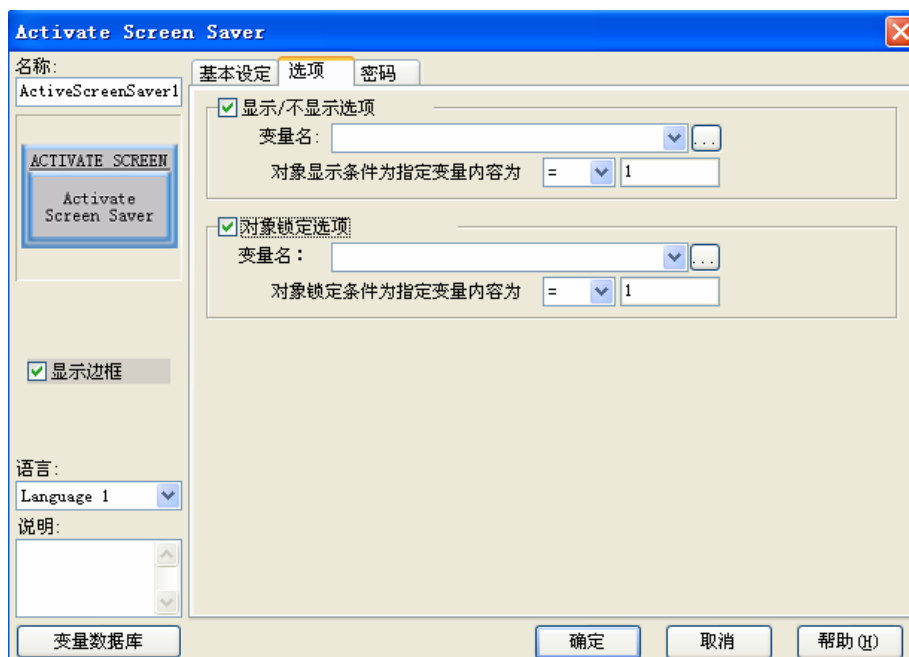 Activate Screen Saver
名称:
ActiveScreenSaver1
ACTIVATE SCREEN
Activate
Screen Saver
显示边框
语言:
Language 1
说明:
变量数据库
基本设定 选项 密码
显示/不显示选项
变量名: ...
对象显示条件为指定变量内容为 = 1
对象锁定选项
变量名： ...
对象锁定条件为指定变量内容为 = 1
确定 取消 帮助(H)